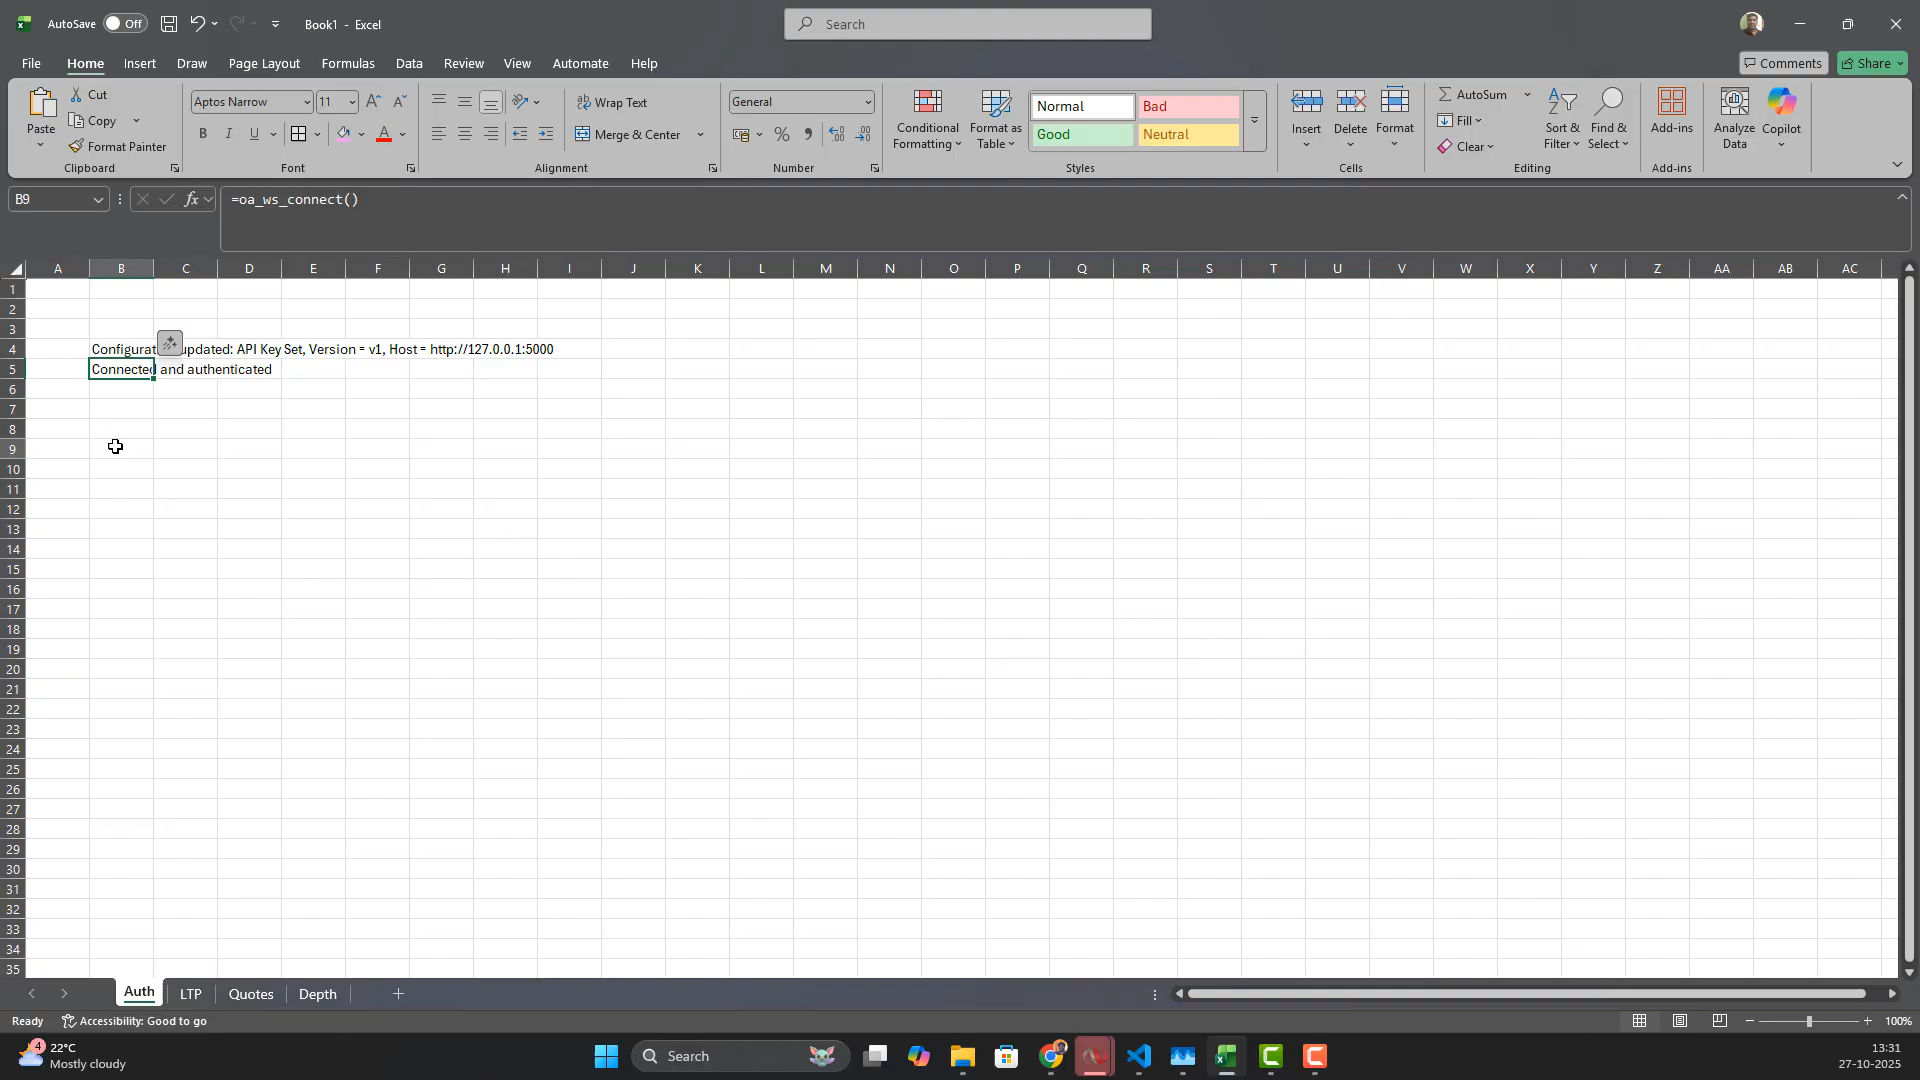 AutoSave Off Book1 - Excel Search
File Home Insert Draw Page Layout Formulas Data Review View Automate Help Comments Share
Paste Cut Copy Format Painter Clipboard
Aptos Narrow 11 A A B I U A Font
Wrap Text Merge & Center Alignment
General % Number
Conditional Formatting Format as Table Normal Bad Good Neutral Styles
Insert Delete Format Cells
AutoSum Fill Clear Sort & Filter Find & Select Editing
Add-ins Add-ins
Analyze Data Copilot
B9 fx =oa_ws_connect()
A B C D E F G H I J K L M N O P Q R S T U V W X Y Z AA AB AC
1
2
3
4 Configurat updated: API Key Set, Version = v1, Host = http://127.0.0.1:5000
5 Connected and authenticated
6
7
8
9
10
11
12
13
14
15
16
17
18
19
20
21
22
23
24
25
26
27
28
29
30
31
32
33
34
35
Auth LTP Quotes Depth
Ready Accessibility: Good to go 100%
4 22°C
Mostly cloudy
Search
13:31
27-10-2025